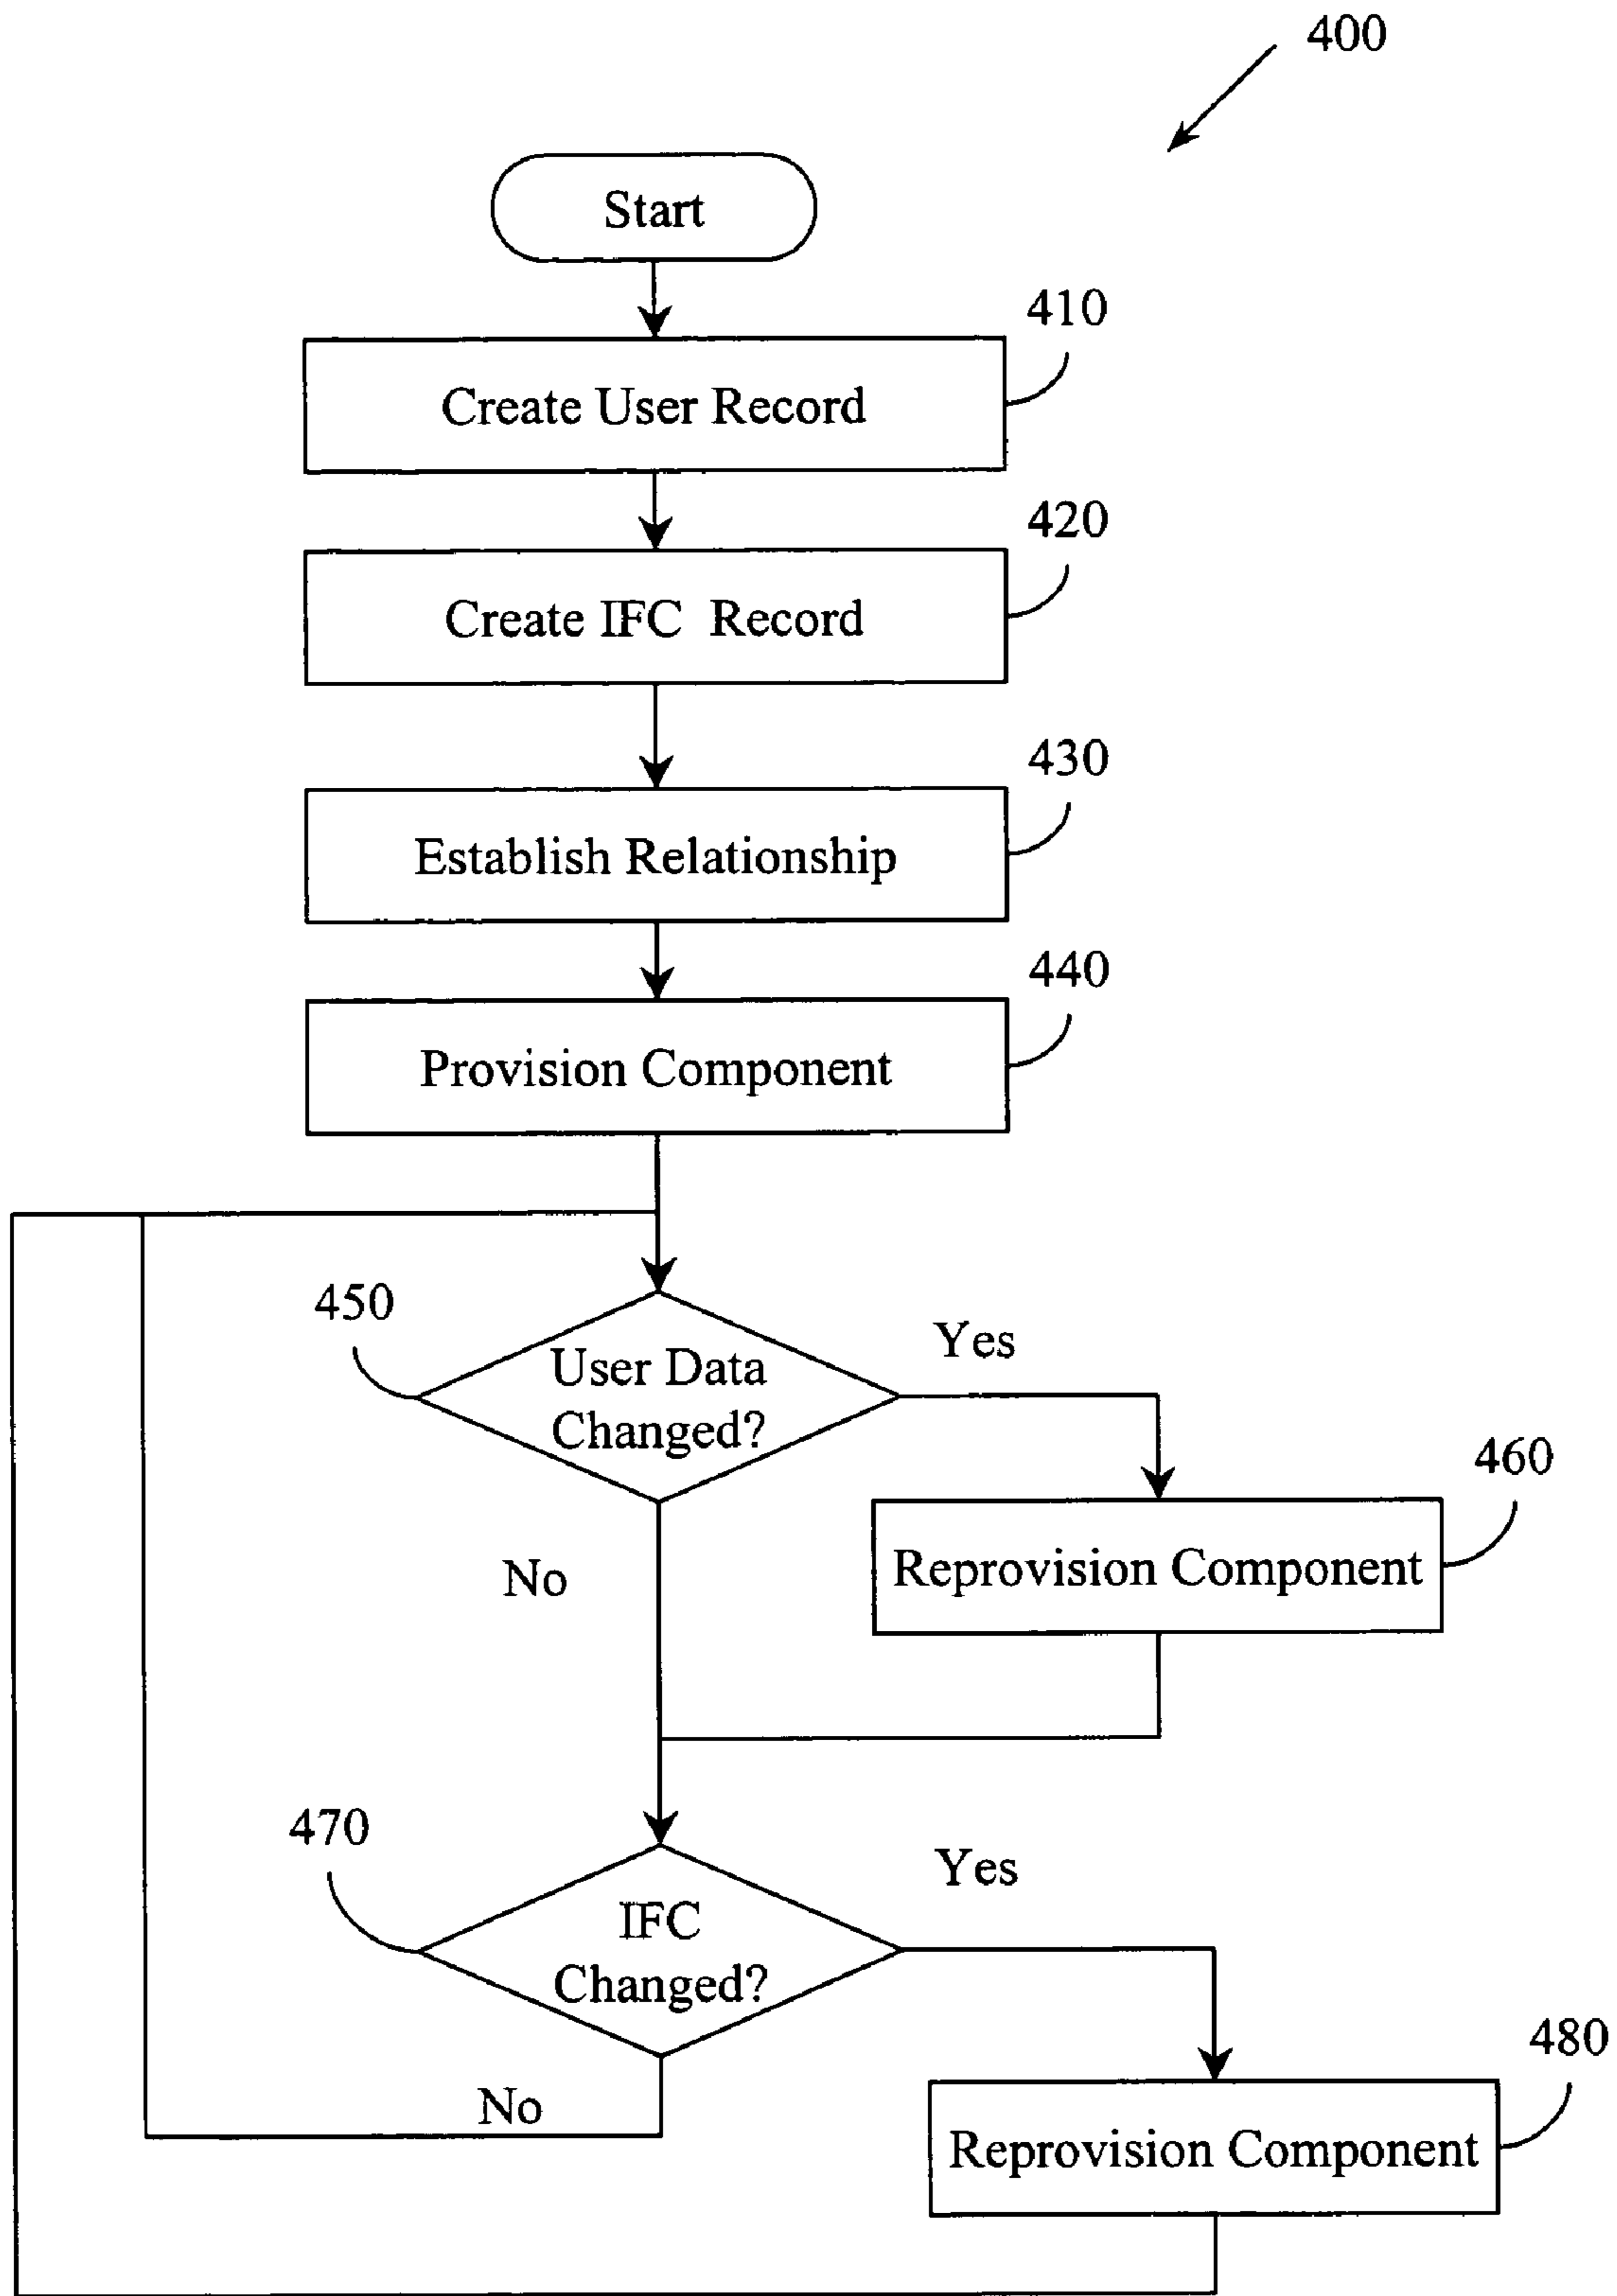 400
Start
410
Create User Record
420
Create IFC Record
430
Establish Relationship
440
Provision Component
450
Yes
User Data
Changed?
460
No
Reprovision Component
470
Yes
IFC
Changed?
480
No
Reprovision Component